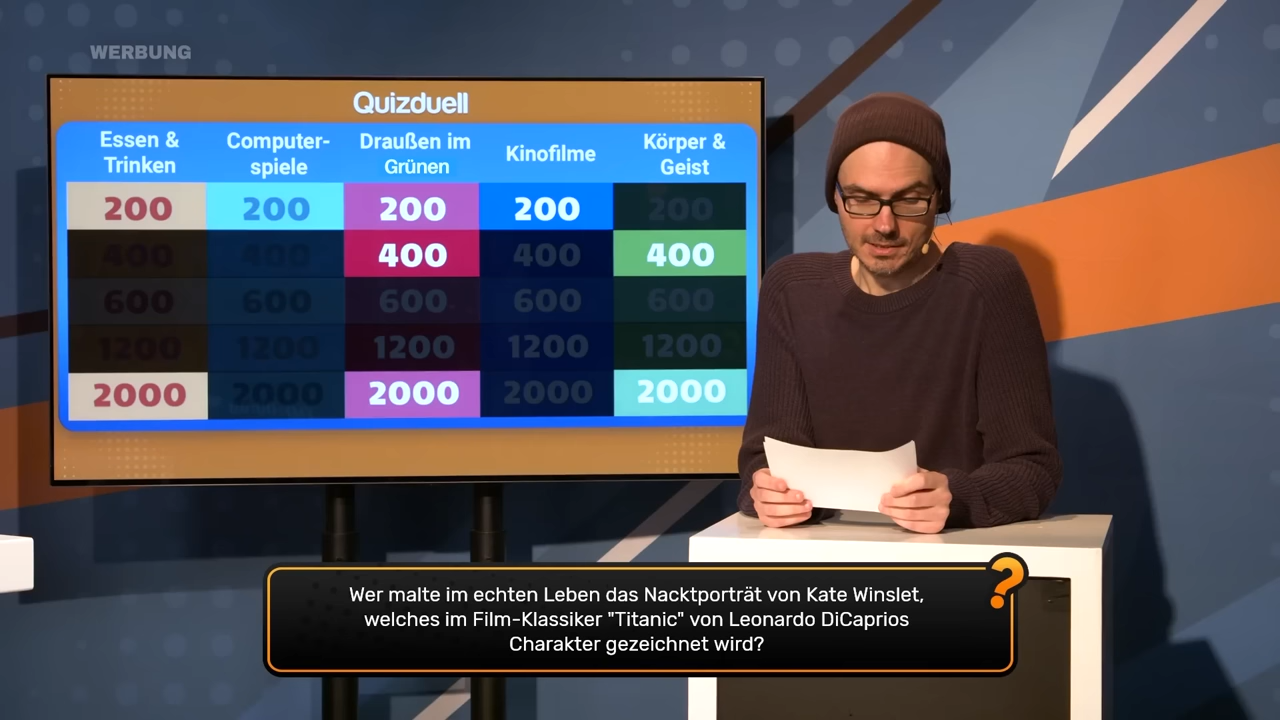 WERBUNG
Quizduell
Essen & Trinken
Computer-
spiele
Draußen im
Grünen
Kinofilme
Körper &
Geist
200 200 200 200 200
400 400 400 400 400
600 600 600 600 600
1200 1200 1200 1200 1200
2000 2000 2000 2000 2000
Wer malte im echten Leben das Nacktporträt von Kate Winslet,
welches im Film-Klassiker "Titanic" von Leonardo DiCaprios
Charakter gezeichnet wird?
?